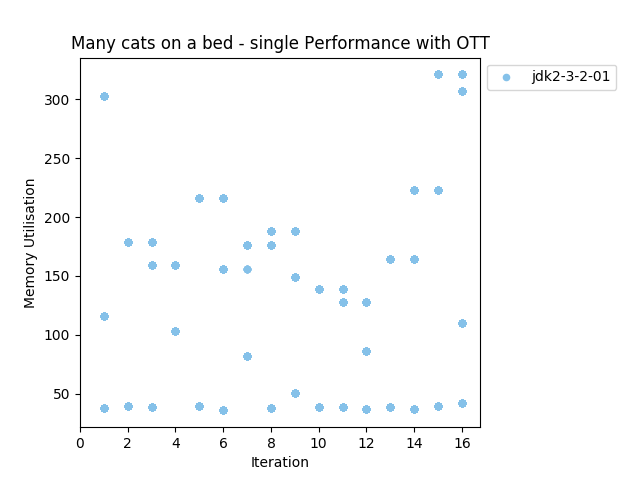 Many cats on a bed - single Performance with OTT
jdk2-3-2-01
Memory Utilisation
300
250
200
150
100
50
0 2 4 6 8 10 12 14 16
Iteration